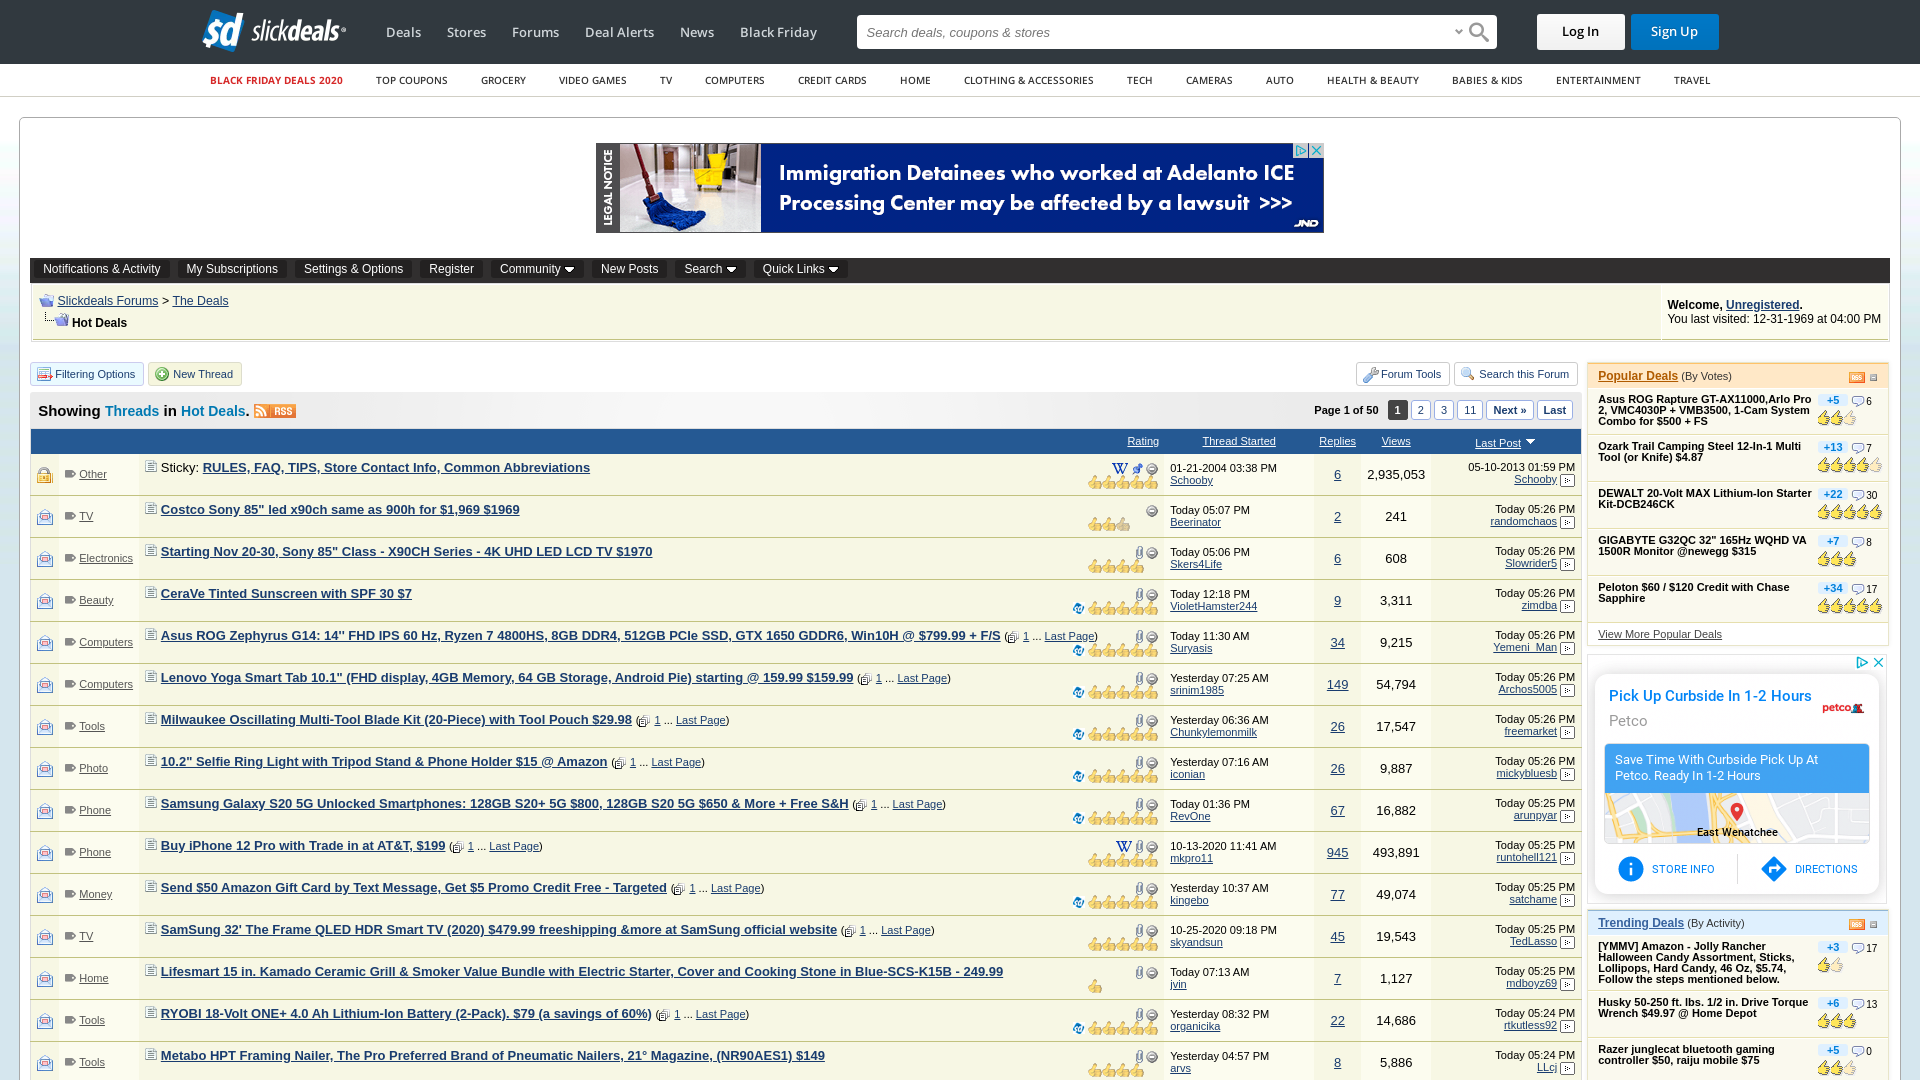 slickdeals
Deals Stores Forums Deal Alerts News Black Friday
Search deals, coupons & stores
Log In Sign Up
BLACK FRIDAY DEALS 2020 TOP COUPONS GROCERY VIDEO GAMES TV COMPUTERS CREDIT CARDS HOME CLOTHING & ACCESSORIES TECH CAMERAS AUTO HEALTH & BEAUTY BABIES & KIDS ENTERTAINMENT TRAVEL
LEGAL NOTICE
Immigration Detainees who worked at Adelanto ICE
Processing Center may be affected by a lawsuit >>>
JND
Notifications & Activity My Subscriptions Settings & Options Register Community New Posts Search Quick Links
Slickdeals Forums > The Deals
Hot Deals
Welcome, Unregistered.
You last visited: 12-31-1969 at 04:00 PM
Filtering Options New Thread Forum Tools Search this Forum
Showing Threads in Hot Deals. RSS
Page 1 of 50 1 2 3 11 Next » Last
Rating Thread Started Replies Views Last Post
Other Sticky: RULES, FAQ, TIPS, Store Contact Info, Common Abbreviations 01-21-2004 03:38 PM Schooby 6 2,935,053 05-10-2013 01:59 PM Schooby
TV Costco Sony 85" led x90ch same as 900h for $1,969 $1969 Today 05:07 PM Beerinator 2 241 Today 05:26 PM randomchaos
Electronics Starting Nov 20-30, Sony 85" Class - X90CH Series - 4K UHD LED LCD TV $1970 Today 05:06 PM Skers4Life 6 608 Today 05:26 PM Slowrider5
Beauty CeraVe Tinted Sunscreen with SPF 30 $7 Today 12:18 PM VioletHamster244 9 3,311 Today 05:26 PM zimdba
Computers Asus ROG Zephyrus G14: 14'' FHD IPS 60 Hz, Ryzen 7 4800HS, 8GB DDR4, 512GB PCIe SSD, GTX 1650 GDDR6, Win10H @ $799.99 + F/S ( 1 ... Last Page) Today 11:30 AM Suryasis 34 9,215 Today 05:26 PM Yemeni_Man
Computers Lenovo Yoga Smart Tab 10.1" (FHD display, 4GB Memory, 64 GB Storage, Android Pie) starting @ 159.99 $159.99 ( 1 ... Last Page) Yesterday 07:25 AM srinim1985 149 54,794 Today 05:26 PM Archos5005
Tools Milwaukee Oscillating Multi-Tool Blade Kit (20-Piece) with Tool Pouch $29.98 ( 1 ... Last Page) Yesterday 06:36 AM Chunkylemonmilk 26 17,547 Today 05:26 PM freemarket
Photo 10.2" Selfie Ring Light with Tripod Stand & Phone Holder $15 @ Amazon ( 1 ... Last Page) Yesterday 07:16 AM iconian 26 9,887 Today 05:26 PM mickybluesb
Phone Samsung Galaxy S20 5G Unlocked Smartphones: 128GB S20+ 5G $800, 128GB S20 5G $650 & More + Free S&H ( 1 ... Last Page) Today 01:36 PM RevOne 67 16,882 Today 05:25 PM arunpyar
Phone Buy iPhone 12 Pro with Trade in at AT&T, $199 ( 1 ... Last Page) 10-13-2020 11:41 AM mkpro11 945 493,891 Today 05:25 PM runtohell121
Money Send $50 Amazon Gift Card by Text Message, Get $5 Promo Credit Free - Targeted ( 1 ... Last Page) Yesterday 10:37 AM kingebo 77 49,074 Today 05:25 PM satchame
TV SamSung 32' The Frame QLED HDR Smart TV (2020) $479.99 freeshipping &more at SamSung official website ( 1 ... Last Page) 10-25-2020 09:18 PM skyandsun 45 19,543 Today 05:25 PM TedLasso
Home Lifesmart 15 in. Kamado Ceramic Grill & Smoker Value Bundle with Electric Starter, Cover and Cooking Stone in Blue-SCS-K15B - 249.99 Today 07:13 AM jvin 7 1,127 Today 05:25 PM mdboyz69
Tools RYOBI 18-Volt ONE+ 4.0 Ah Lithium-Ion Battery (2-Pack). $79 (a savings of 60%) ( 1 ... Last Page) Yesterday 08:32 PM organicika 22 14,686 Today 05:24 PM rtkutless92
Tools Metabo HPT Framing Nailer, The Pro Preferred Brand of Pneumatic Nailers, 21° Magazine, (NR90AES1) $149 Yesterday 04:57 PM arvs 8 5,886 Today 05:24 PM LLcj
Popular Deals (By Votes)
Asus ROG Rapture GT-AX11000,Arlo Pro +5 6
2, VMC4030P + VMB3500, 1-Cam System
Combo for $500 + FS
Ozark Trail Camping Steel 12-In-1 Multi +13 7
Tool (or Knife) $4.87
DEWALT 20-Volt MAX Lithium-Ion Starter +22 30
Kit-DCB246CK
GIGABYTE G32QC 32" 165Hz WQHD VA +7 8
1500R Monitor @newegg $315
Peloton $60 / $120 Credit with Chase +34 17
Sapphire
View More Popular Deals
Pick Up Curbside In 1-2 Hours
Petco
petco
Save Time With Curbside Pick Up At
Petco. Ready In 1-2 Hours
East Wenatchee
STORE INFO DIRECTIONS
Trending Deals (By Activity)
[YMMV] Amazon - Jolly Rancher +3 17
Halloween Candy Assortment, Sticks,
Lollipops, Hard Candy, 46 Oz, $5.74,
Follow the steps mentioned below.
Husky 50-250 ft. lbs. 1/2 in. Drive Torque +6 13
Wrench $49.97 @ Home Depot
Razer junglecat bluetooth gaming +5 0
controller $50, raiju mobile $75